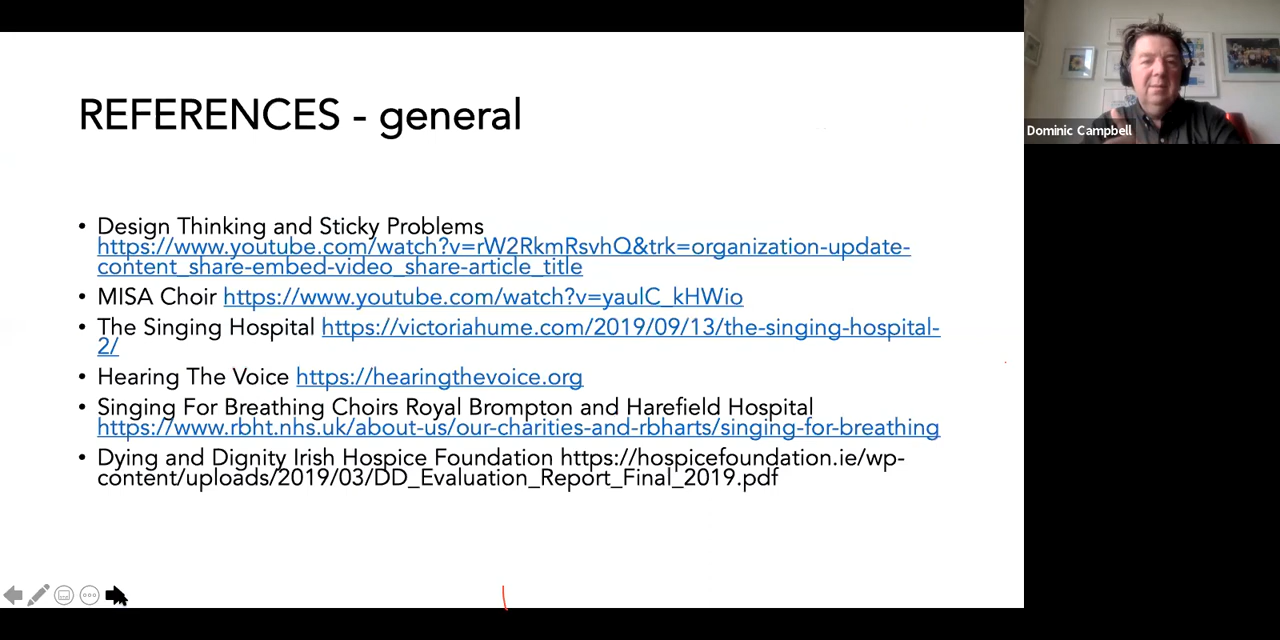 REFERENCES - general
• Design Thinking and Sticky Problems
https://www.youtube.com/watch?v=rW2RkmRsvhQ&trk=organization-update-
content_share-embed-video_share-article_title
• MISA Choir https://www.youtube.com/watch?v=yaulC_kHWio
• The Singing Hospital https://victoriahume.com/2019/09/13/the-singing-hospital-
2/
• Hearing The Voice https://hearingthevoice.org
• Singing For Breathing Choirs Royal Brompton and Harefield Hospital
https://www.rbht.nhs.uk/about-us/our-charities-and-rbharts/singing-for-breathing
• Dying and Dignity Irish Hospice Foundation https://hospicefoundation.ie/wp-
content/uploads/2019/03/DD_Evaluation_Report_Final_2019.pdf
Dominic Campbell